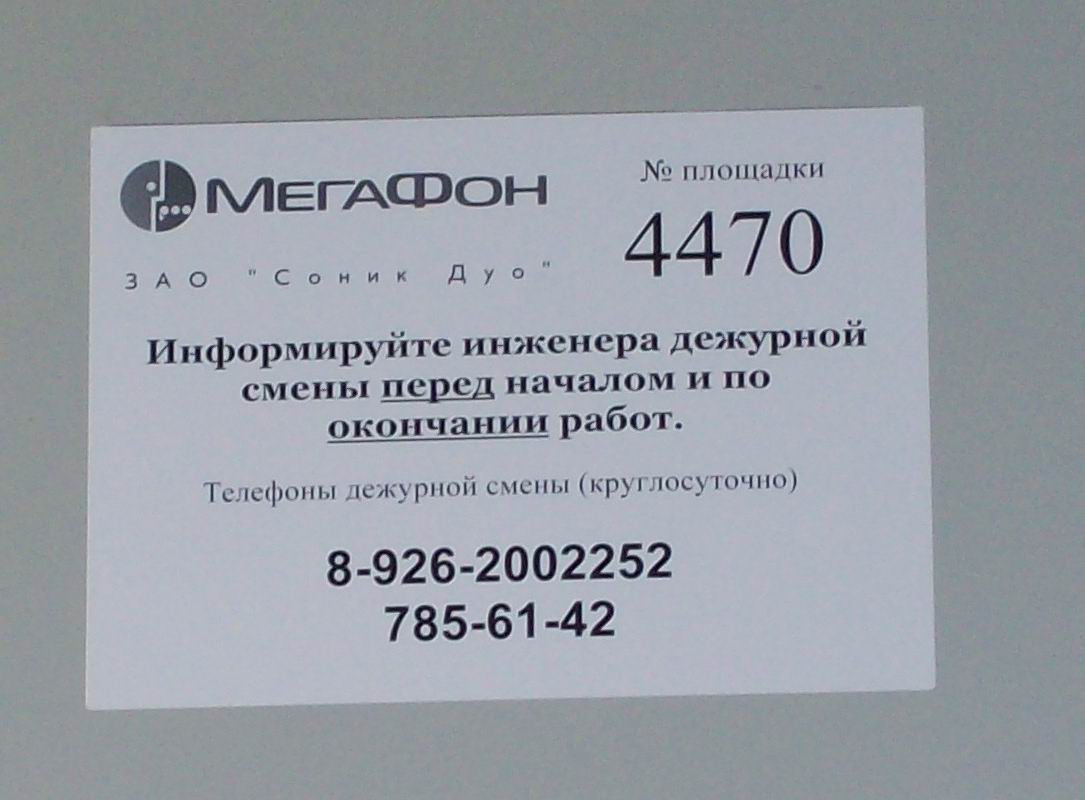 МЕГАФОН
ЗАО "Соник Дуо"
№ площадки
4470
Информируйте инженера дежурной
смены перед началом и по
окончании работ.
Телефоны дежурной смены (круглосуточно)
8-926-2002252
785-61-42